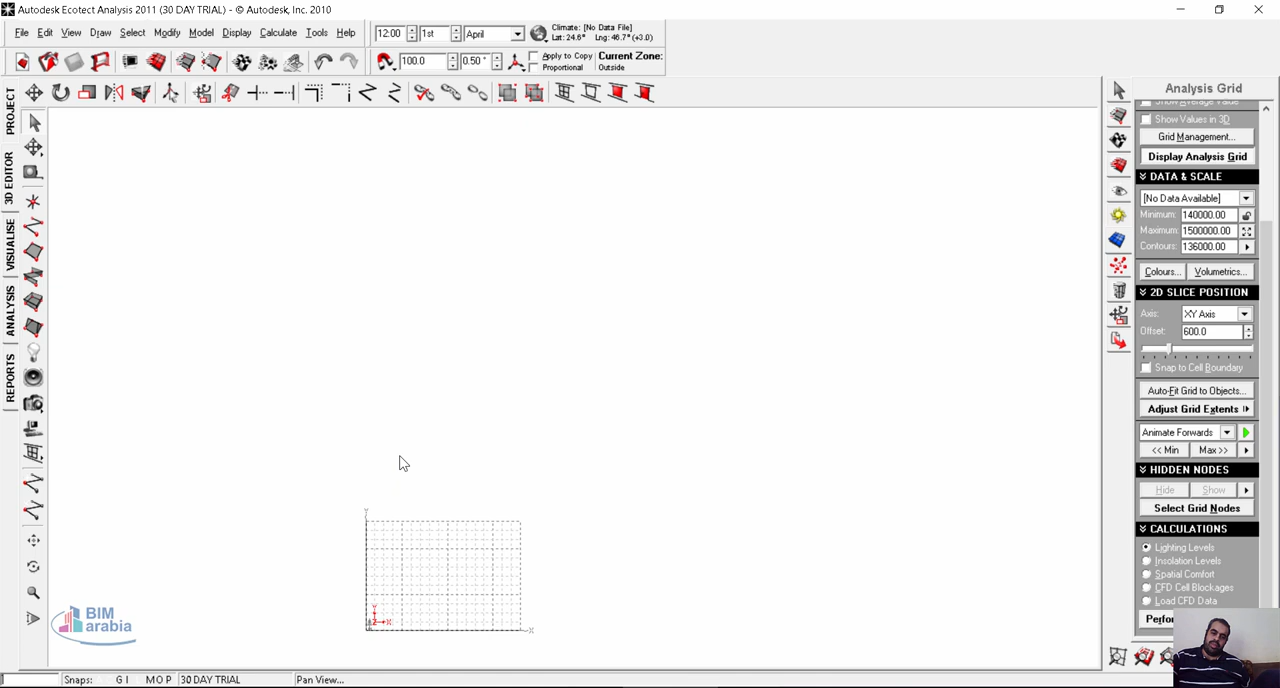 Autodesk Ecotect Analysis 2011 (30 DAY TRIAL) - © Autodesk, Inc. 2010
File Edit View Draw Select Modify Model Display Calculate Tools Help
12:00 1st April
Climate: [No Data File]
Lat: 24.6° Lng: 46.7° (+3.0)
100.0 0.50 °
Apply to Copy
Proportional
Current Zone:
Outside
PROJECT
3D EDITOR
VISUALISE
ANALYSIS
REPORTS
Analysis Grid
Show Average Value
Show Values in 3D
Grid Management...
Display Analysis Grid
DATA & SCALE
[No Data Available]
Minimum: 140000.00
Maximum: 1500000.00
Contours: 136000.00
Colours... Volumetrics...
2D SLICE POSITION
Axis: XY Axis
Offset: 600.0
Snap to Cell Boundary
Auto-Fit Grid to Objects...
Adjust Grid Extents
Animate Forwards
<< Min Max >>
HIDDEN NODES
Hide Show
Select Grid Nodes
CALCULATIONS
Lighting Levels
Insolation Levels
Spatial Comfort
CFD Cell Blockages
Load CFD Data
Y
X
Y
Z X
BIM
arabia
Snaps: G I M O P 30 DAY TRIAL Pan View...